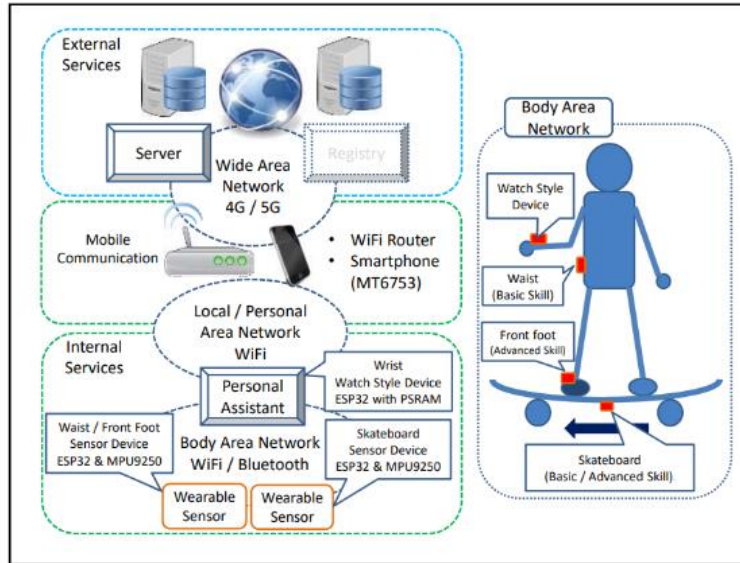 External
Services
Server
Registry
Wide Area
Network
4G / 5G
Mobile
Communication
• WiFi Router
• Smartphone
(MT6753)
Local / Personal
Area Network
WiFi
Internal
Services
Personal
Assistant
Wrist
Watch Style Device
ESP32 with PSRAM
Waist / Front Foot
Sensor Device
ESP32 & MPU9250
Body Area Network
WiFi / Bluetooth
Skateboard
Sensor Device
ESP32 & MPU9250
Wearable
Sensor
Wearable
Sensor
Body Area
Network
Watch Style
Device
Waist
(Basic Skill)
Front foot
(Advanced Skill)
Skateboard
(Basic / Advanced Skill)